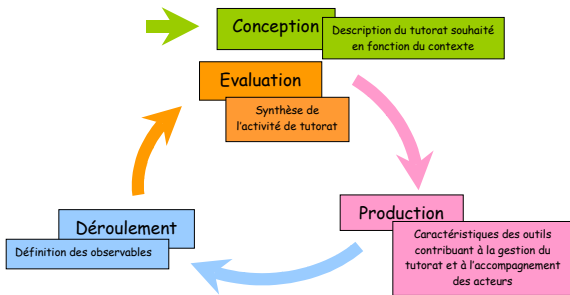 Conception
Description du tutorat souhaité
en fonction du contexte
Evaluation
Synthèse de
l'activité de tutorat
Production
Caractéristiques des outils
contribuant à la gestion du
tutorat et à l'accompagnement
des acteurs
Déroulement
Définition des observables